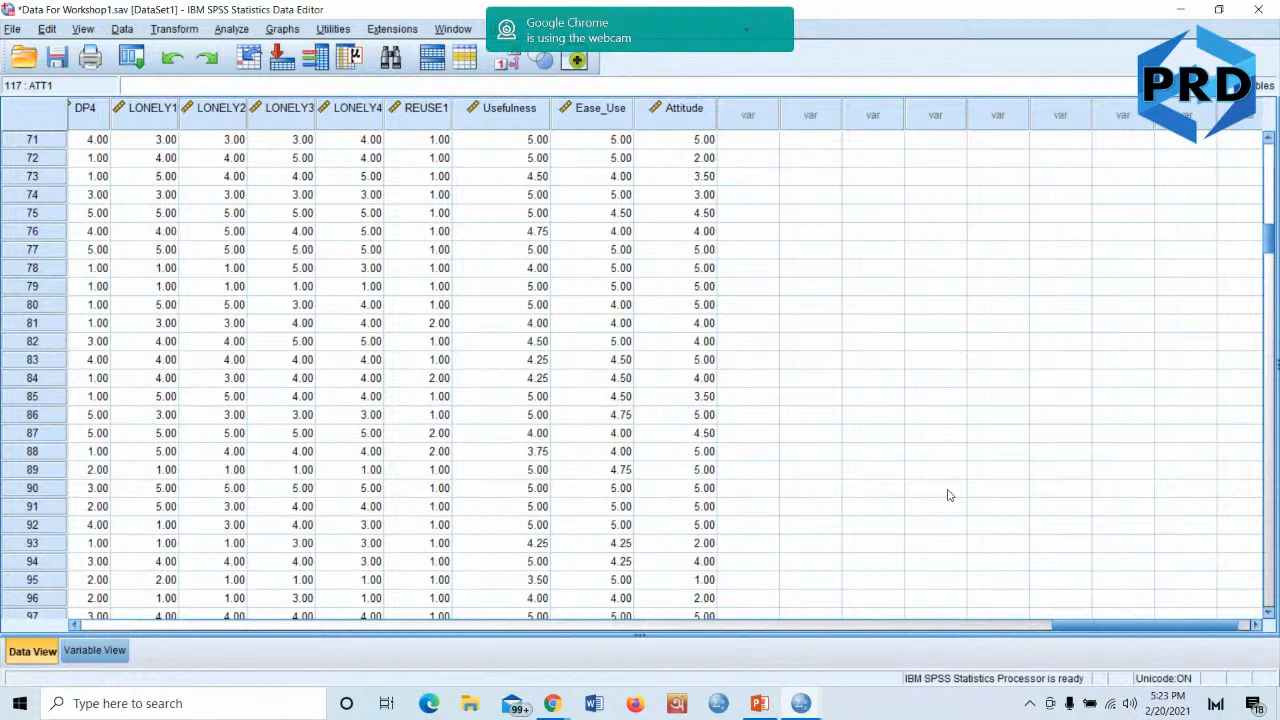 *Data For Workshop1.sav [DataSet1] - IBM SPSS Statistics Data Editor
Google Chrome
is using the webcam
File Edit View Data Transform Analyze Graphs Utilities Extensions Window
PRD
117 : ATT1
DP4 LONELY1 LONELY2 LONELY3 LONELY4 REUSE1 Usefulness Ease_Use Attitude var var var var var var var var
71 4.00 3.00 3.00 3.00 4.00 1.00 5.00 5.00 5.00
72 1.00 4.00 4.00 5.00 4.00 1.00 5.00 5.00 2.00
73 1.00 5.00 4.00 4.00 5.00 1.00 4.50 4.00 3.50
74 3.00 3.00 3.00 3.00 3.00 1.00 5.00 5.00 3.00
75 5.00 5.00 5.00 5.00 5.00 1.00 5.00 4.50 4.50
76 4.00 4.00 5.00 4.00 5.00 1.00 4.75 4.00 4.00
77 5.00 5.00 5.00 5.00 5.00 1.00 5.00 5.00 5.00
78 1.00 1.00 1.00 5.00 3.00 1.00 4.00 5.00 5.00
79 1.00 1.00 1.00 1.00 1.00 1.00 5.00 5.00 5.00
80 1.00 5.00 5.00 3.00 4.00 1.00 5.00 4.00 5.00
81 1.00 3.00 3.00 4.00 4.00 2.00 4.00 4.00 4.00
82 3.00 4.00 4.00 5.00 5.00 1.00 4.50 5.00 4.00
83 4.00 4.00 4.00 4.00 4.00 1.00 4.25 4.50 5.00
84 1.00 4.00 3.00 4.00 4.00 2.00 4.25 4.50 4.00
85 1.00 5.00 5.00 4.00 4.00 1.00 5.00 4.50 3.50
86 5.00 3.00 3.00 3.00 3.00 1.00 5.00 4.75 5.00
87 5.00 5.00 5.00 5.00 5.00 2.00 4.00 4.00 4.50
88 1.00 5.00 4.00 4.00 4.00 2.00 3.75 4.00 5.00
89 2.00 1.00 1.00 1.00 1.00 1.00 5.00 4.75 5.00
90 3.00 5.00 5.00 5.00 5.00 1.00 5.00 5.00 5.00
91 2.00 5.00 3.00 4.00 4.00 1.00 5.00 5.00 5.00
92 4.00 1.00 3.00 4.00 3.00 1.00 5.00 5.00 5.00
93 1.00 1.00 1.00 3.00 3.00 1.00 4.25 4.25 2.00
94 3.00 4.00 4.00 4.00 3.00 1.00 5.00 4.25 4.00
95 2.00 2.00 1.00 1.00 1.00 1.00 3.50 5.00 1.00
96 2.00 1.00 1.00 3.00 1.00 1.00 4.00 4.00 2.00
97 3.00 4.00 4.00 4.00 4.00 1.00 5.00 5.00 5.00
Data View Variable View
IBM SPSS Statistics Processor is ready Unicode:ON
Type here to search
99+
5:23 PM
2/20/2021
18